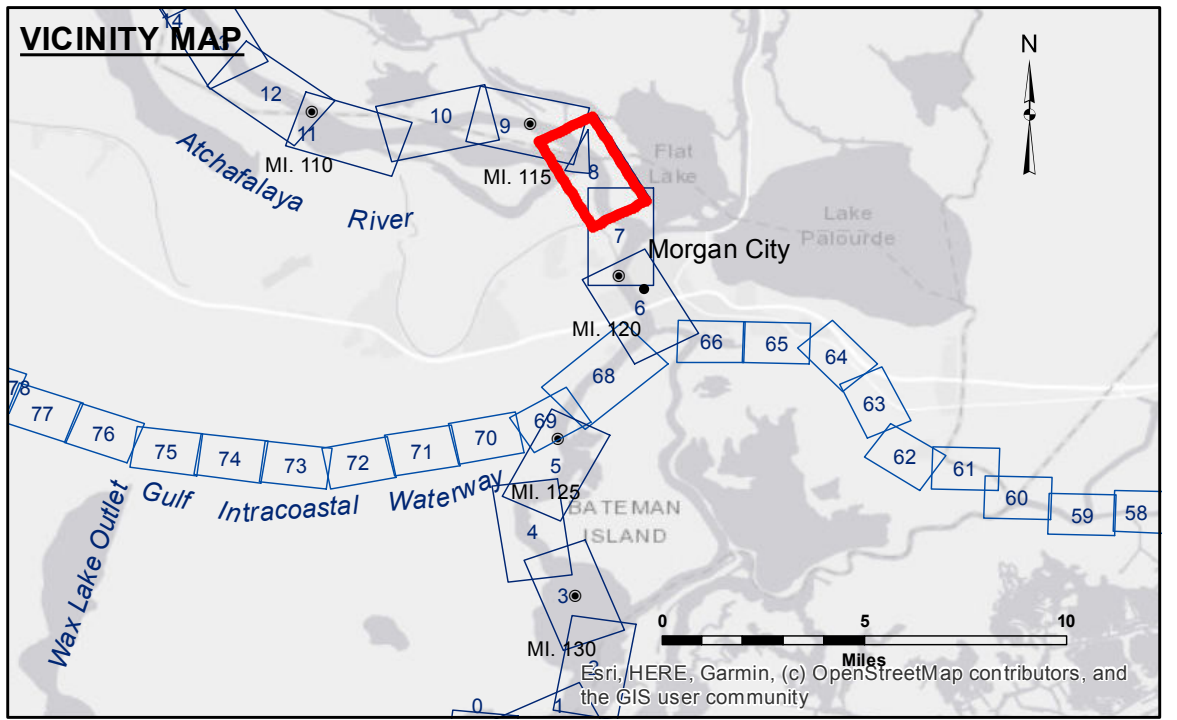 VICINITY MAP
14
N
12
11
10
9
8
MI. 110
MI. 115
Atchafalaya
River
Flat
Lake
Lake
Palourde
7
Morgan City
6
MI. 120
66
65
64
63
62
61
60
59
58
68
69
70
71
72
73
74
75
76
77
78
5
MI. 125
4
Gulf Intracoastal Waterway
Wax Lake Outlet
BATEMAN
ISLAND
3
MI. 130
2
1
0
0 5 10
Miles
Esri, HERE, Garmin, (c) OpenStreetMap contributors, and
the GIS user community